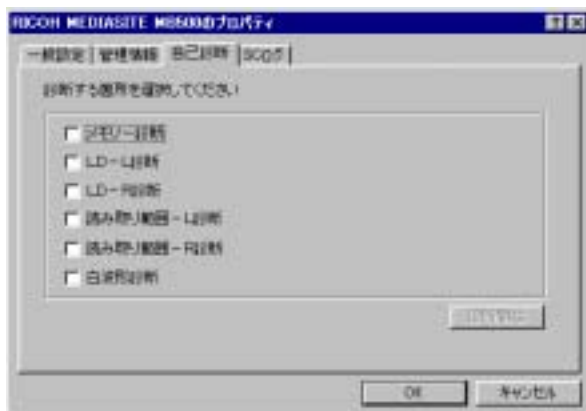 RICOH MEDIASITE MB600のプロパティ
一般設定 管理情報 自己診断 SCログ
診断する箇所を選択してください
メモリー診断
LD-L診断
LD-R診断
読み取り範囲-L診断
読み取り範囲-R診断
白波形診断
OK キャンセル